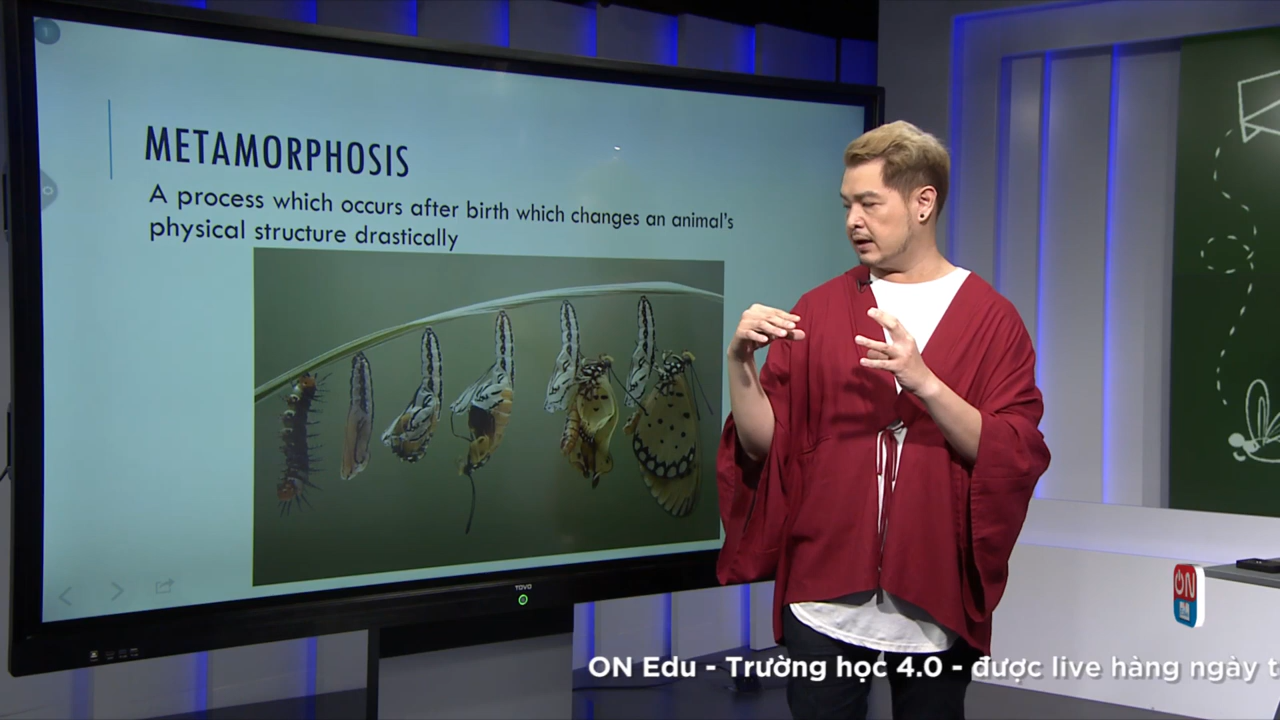 METAMORPHOSIS
A process which occurs after birth which changes an animal's
physical structure drastically
TOVO
ON
ON Edu - Trường học 4.0 - được live hàng ngày t